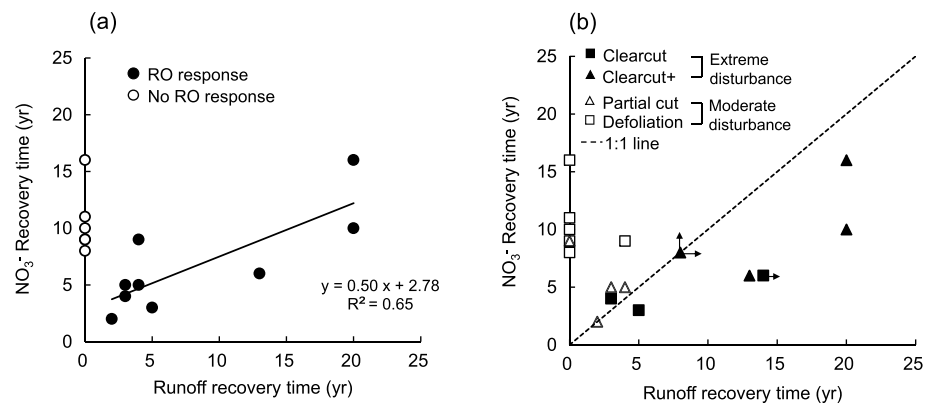 (a)
25
20
15
10
5
0
NO₃⁻ Recovery time (yr)
RO response
No RO response
y = 0.50 x + 2.78
R² = 0.65
0 5 10 15 20 25
Runoff recovery time (yr)
(b)
25
20
15
10
5
0
NO₃⁻ Recovery time (yr)
Clearcut
Clearcut+
Extreme
disturbance
Partial cut
Defoliation
Moderate
disturbance
1:1 line
0 5 10 15 20 25
Runoff recovery time (yr)